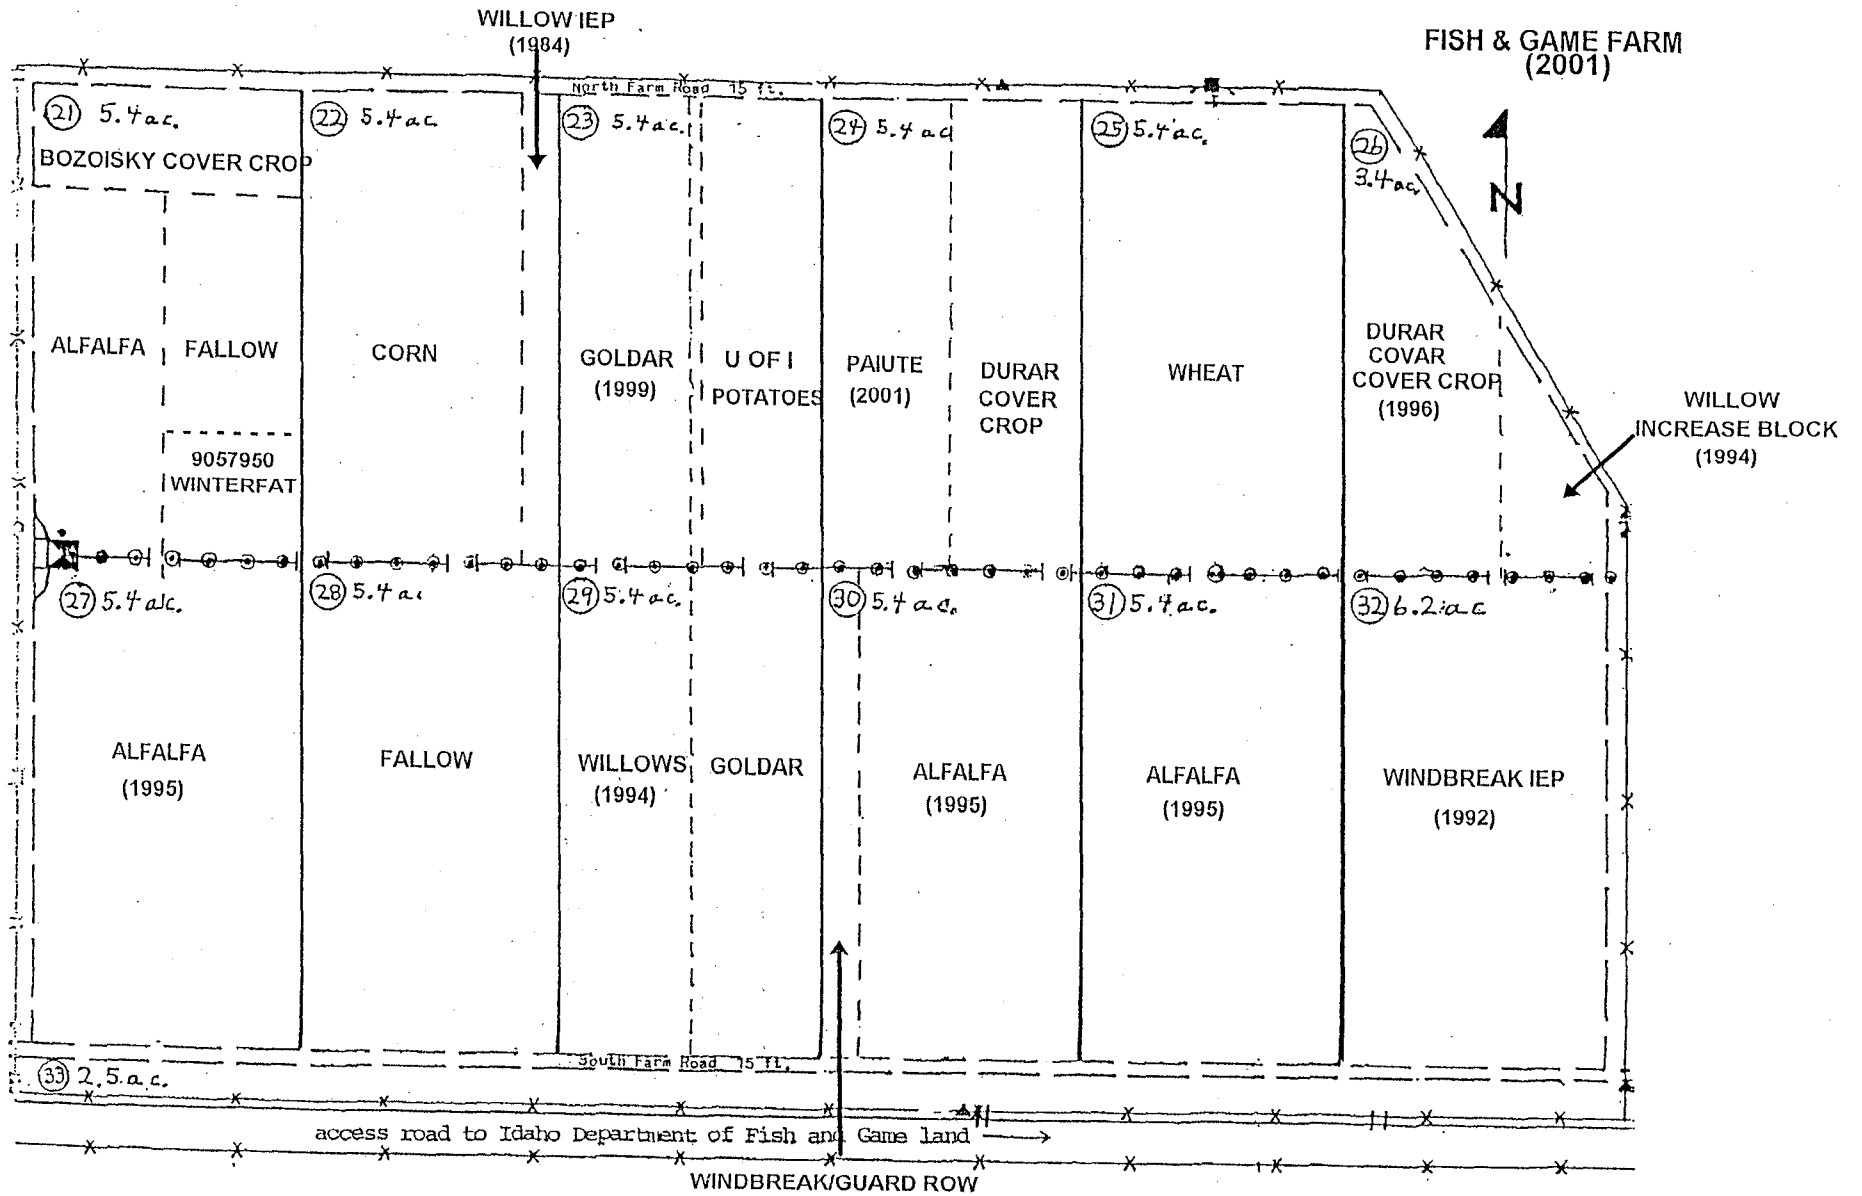 WILLOW IEP
(1984)
FISH & GAME FARM
(2001)
North Farm Road 75 ft.
21 5.4 ac.
22 5.4 ac.
23 5.4 ac.
24 5.4 ac
25 5.4 ac.
26
3.4 ac.
N
BOZOISKY COVER CROP
ALFALFA
FALLOW
9057950
WINTERFAT
CORN
GOLDAR
(1999)
U OF I
POTATOES
PAIUTE
(2001)
DURAR
COVER
CROP
WHEAT
DURAR
COVAR
COVER CROP
(1996)
WILLOW
INCREASE BLOCK
(1994)
27 5.4 ac.
28 5.4 a
29 5.4 a.c.
30 5.4 a.c.
31 5.4 a.c.
32 6.2 ac
ALFALFA
(1995)
FALLOW
WILLOWS
(1994)
GOLDAR
ALFALFA
(1995)
ALFALFA
(1995)
WINDBREAK IEP
(1992)
South Farm Road 75 ft.
33 2.5 a.c.
access road to Idaho Department of Fish and Game land
WINDBREAK/GUARD ROW